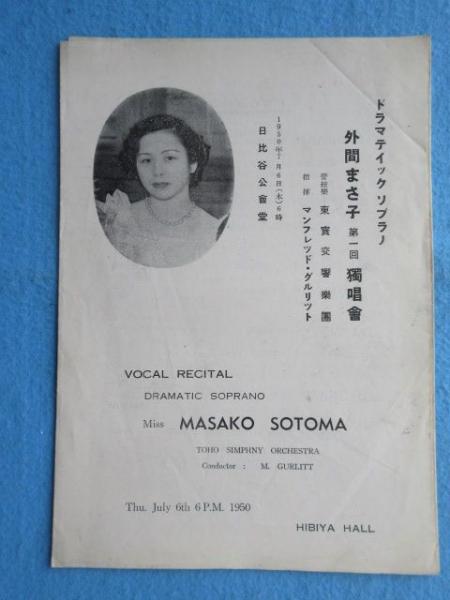 ドラマテイック ソプラノ
外間まさ子 第一回 獨唱會
管絃樂 東寳交響樂團
指揮 マンフレッド・グルリット
1950年7月6日(木)6時
日比谷公會堂
VOCAL RECITAL
DRAMATIC SOPRANO
Miss MASAKO SOTOMA
TOHO SIMPHNY ORCHESTRA
Conductor : M. GURLITT
Thu. July 6th 6 P.M. 1950
HIBIYA HALL